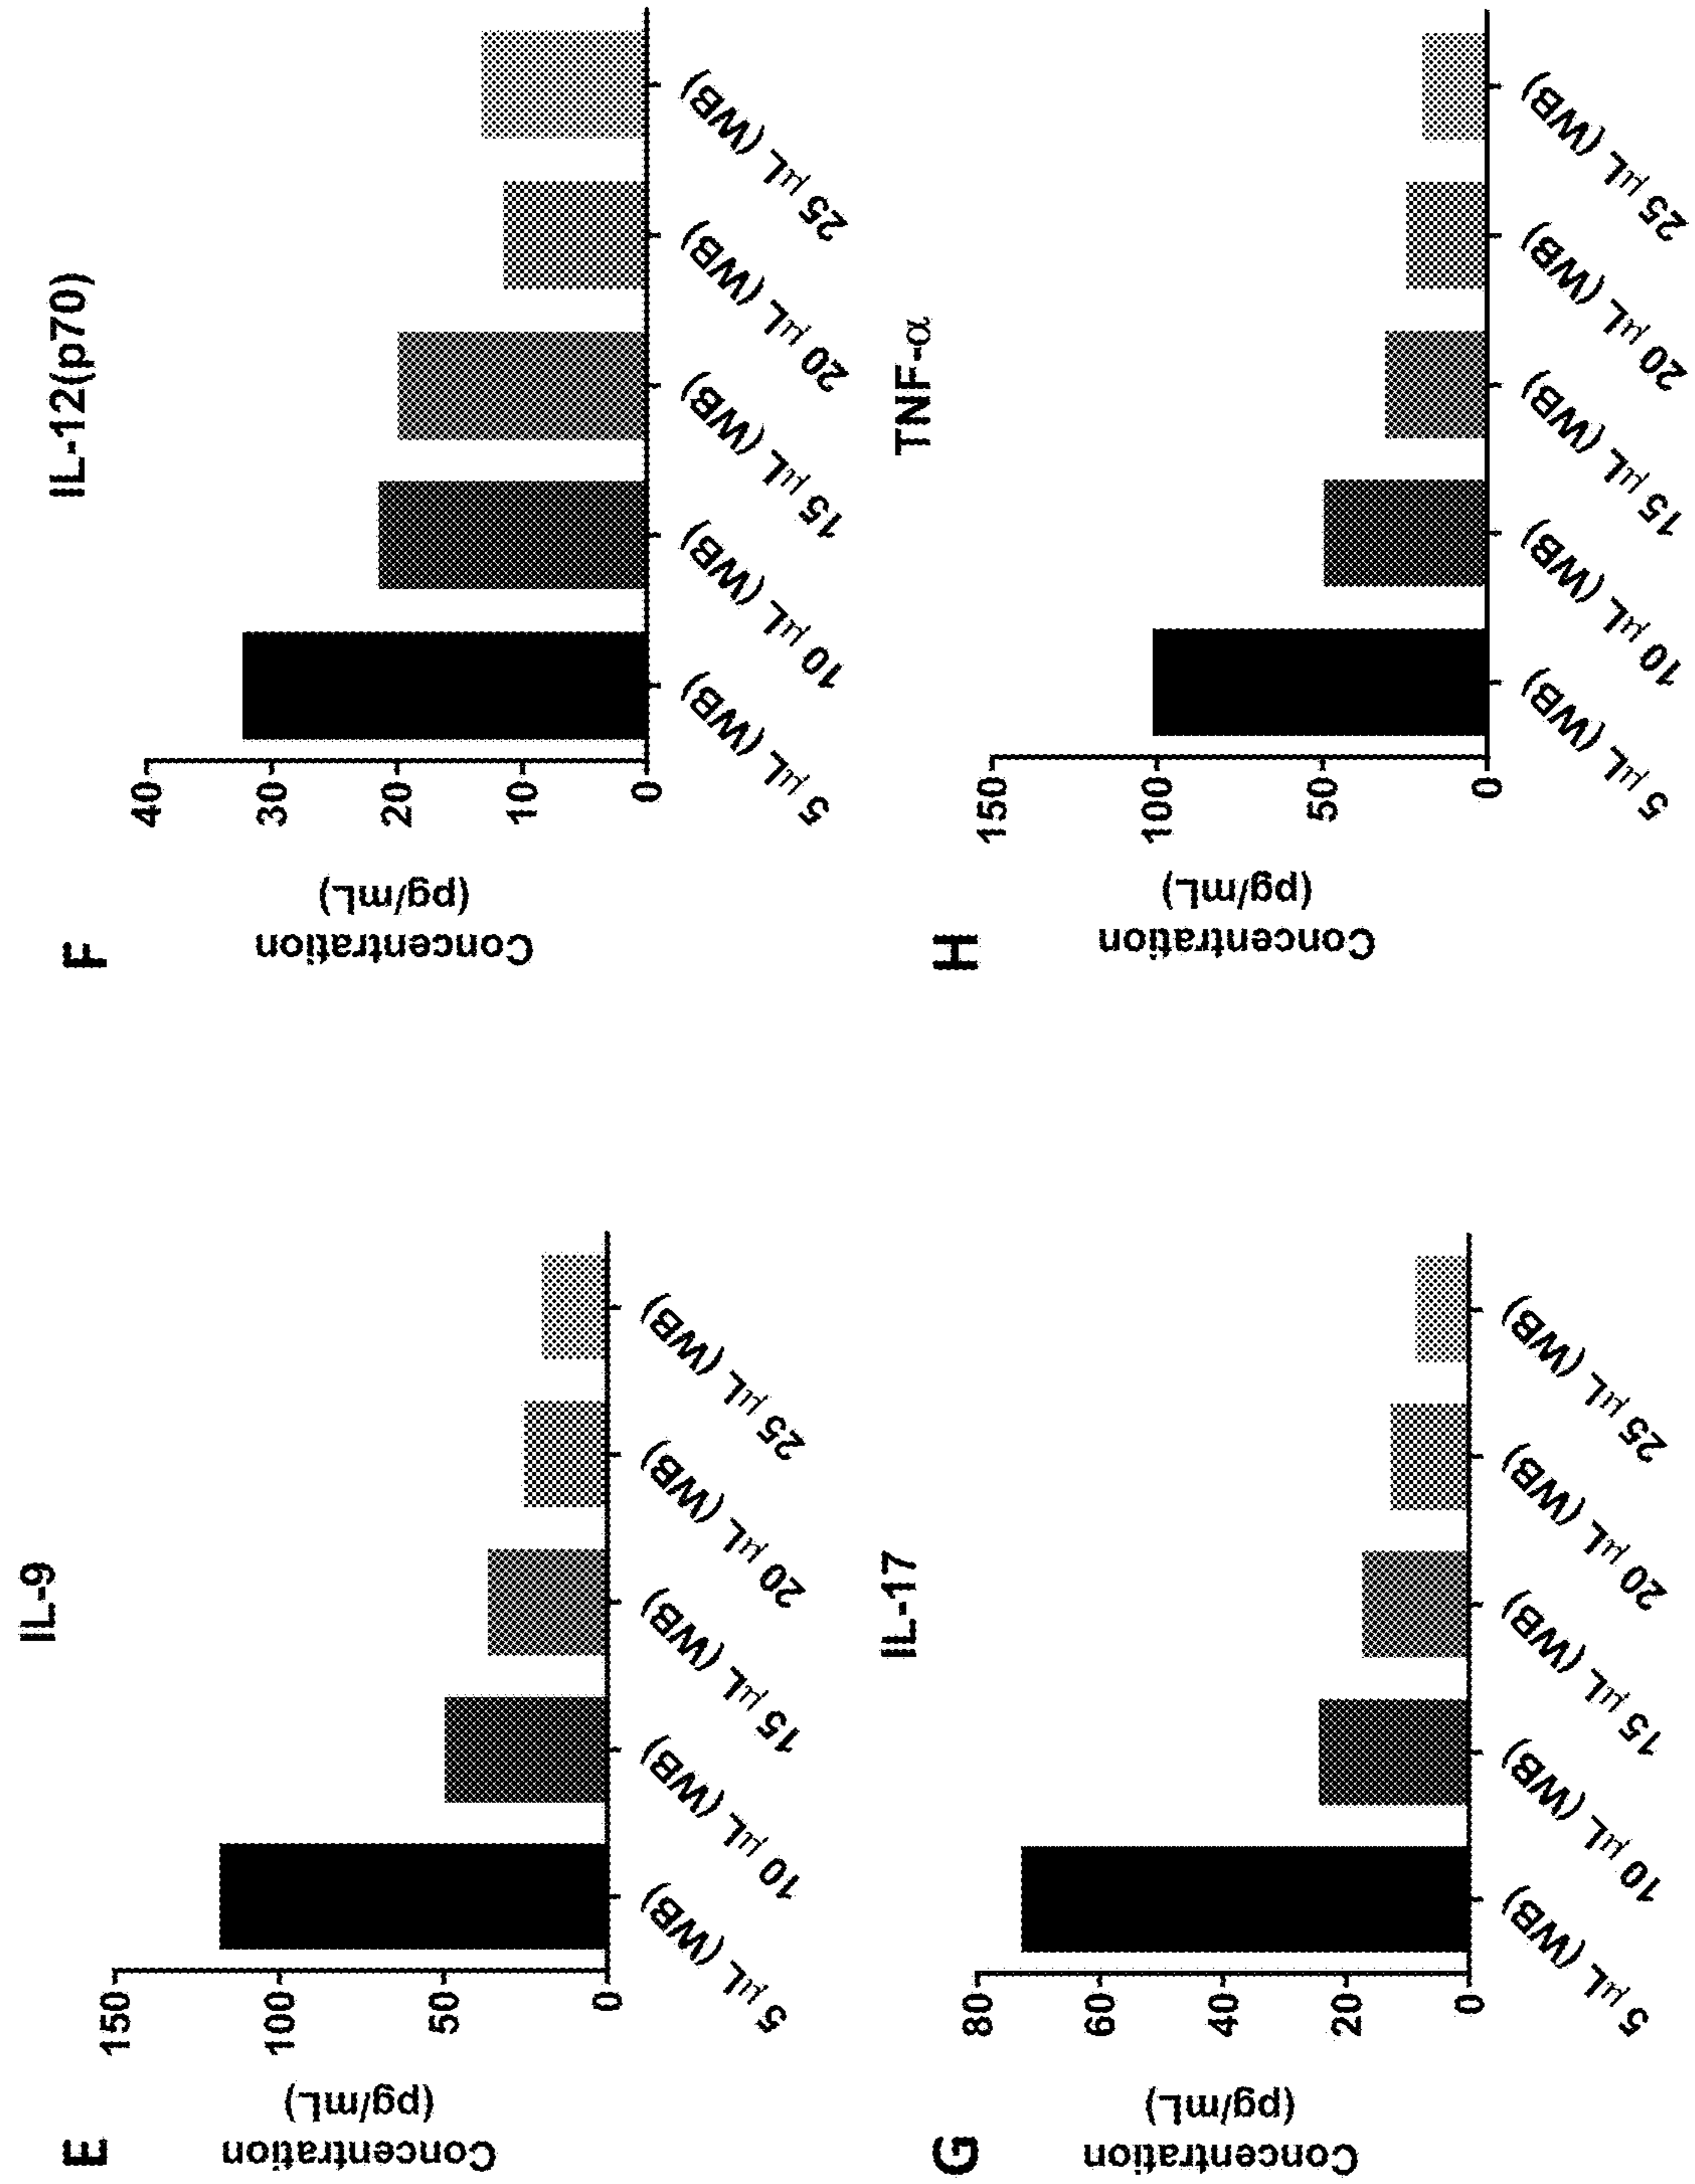 E
IL-9
Concentration
(pg/mL)
150
100
50
0
5 µL (WB)
10 µL (WB)
15 µL (WB)
20 µL (WB)
25 µL (WB)
F
IL-12(p70)
Concentration
(pg/mL)
40
30
20
10
0
5 µL (WB)
10 µL (WB)
15 µL (WB)
20 µL (WB)
25 µL (WB)
G
IL-17
Concentration
(pg/mL)
80
60
40
20
0
5 µL (WB)
10 µL (WB)
15 µL (WB)
20 µL (WB)
25 µL (WB)
H
TNF-α
Concentration
(pg/mL)
150
100
50
0
5 µL (WB)
10 µL (WB)
15 µL (WB)
20 µL (WB)
25 µL (WB)